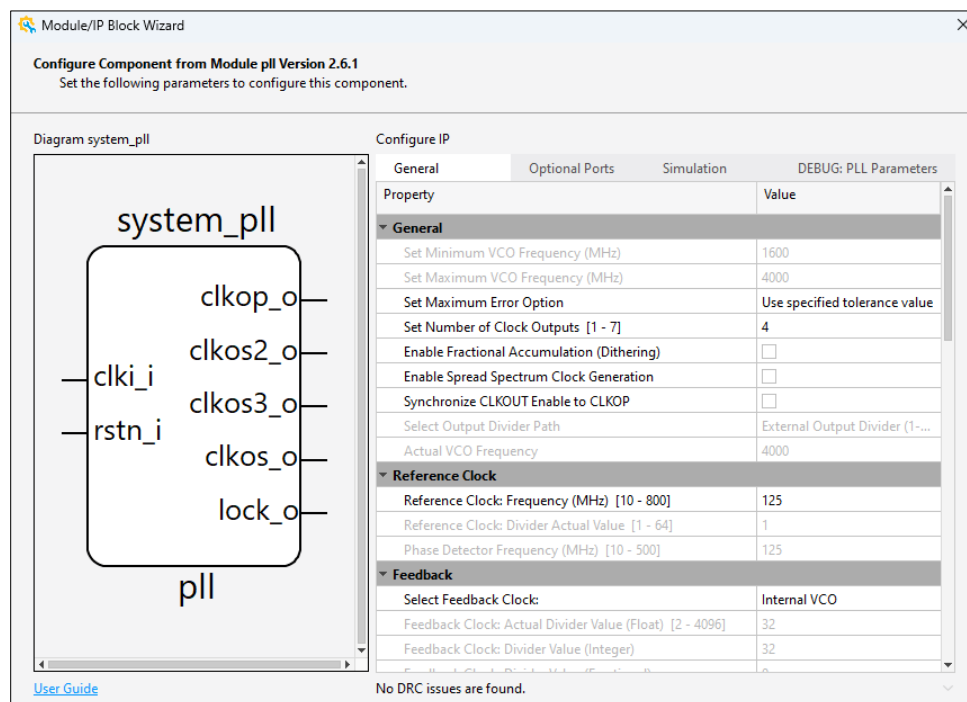 Module/IP Block Wizard
Configure Component from Module pll Version 2.6.1
Set the following parameters to configure this component.
Diagram system_pll
system_pll
clkop_o
clkos2_o
clki_i
clkos3_o
rstn_i
clkos_o
lock_o
pll
User Guide
Configure IP
General Optional Ports Simulation DEBUG: PLL Parameters
Property Value
General
Set Minimum VCO Frequency (MHz) 1600
Set Maximum VCO Frequency (MHz) 4000
Set Maximum Error Option Use specified tolerance value
Set Number of Clock Outputs [1 - 7] 4
Enable Fractional Accumulation (Dithering)
Enable Spread Spectrum Clock Generation
Synchronize CLKOUT Enable to CLKOP
Select Output Divider Path External Output Divider (1-...
Actual VCO Frequency 4000
Reference Clock
Reference Clock: Frequency (MHz) [10 - 800] 125
Reference Clock: Divider Actual Value [1 - 64] 1
Phase Detector Frequency (MHz) [10 - 500] 125
Feedback
Select Feedback Clock: Internal VCO
Feedback Clock: Actual Divider Value (Float) [2 - 4096] 32
Feedback Clock: Divider Value (Integer) 32
No DRC issues are found.